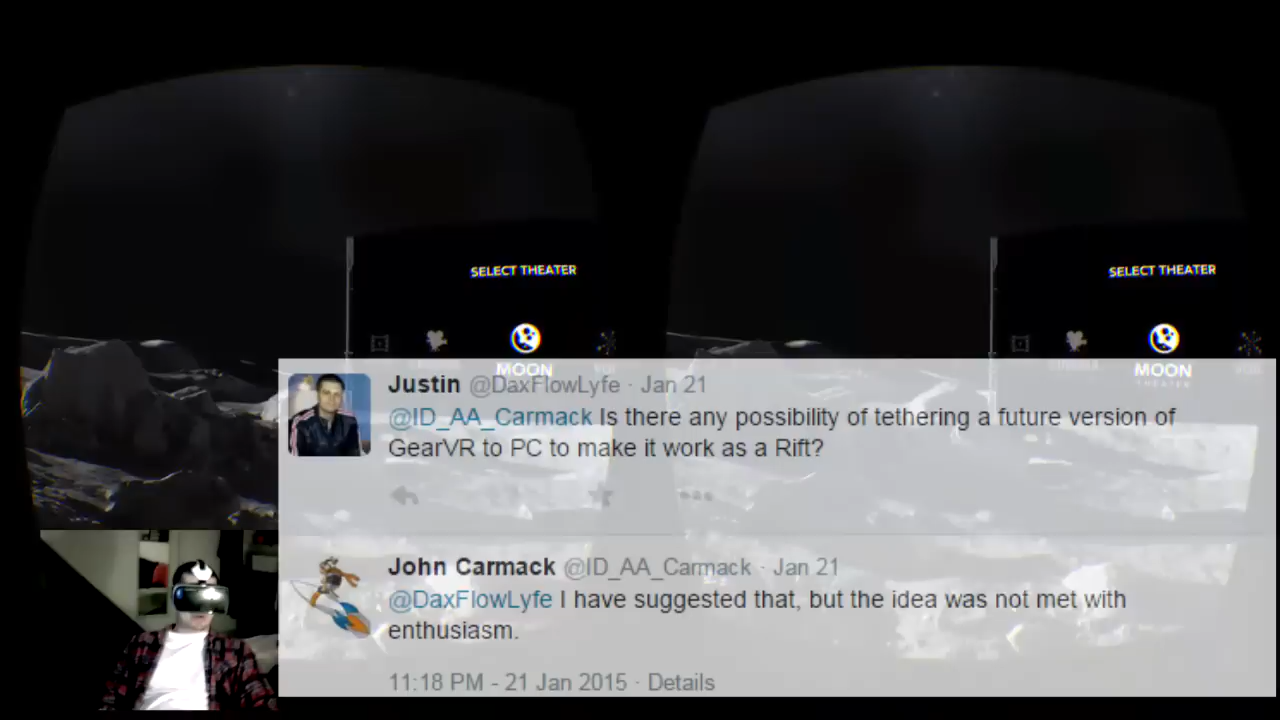 SELECT THEATER
SELECT THEATER
MOON
MOON
THEATER
Justin @DaxFlowLyfe · Jan 21
@ID_AA_Carmack Is there any possibility of tethering a future version of
GearVR to PC to make it work as a Rift?
John Carmack @ID_AA_Carmack · Jan 21
@DaxFlowLyfe I have suggested that, but the idea was not met with
enthusiasm.
11:18 PM - 21 Jan 2015 · Details